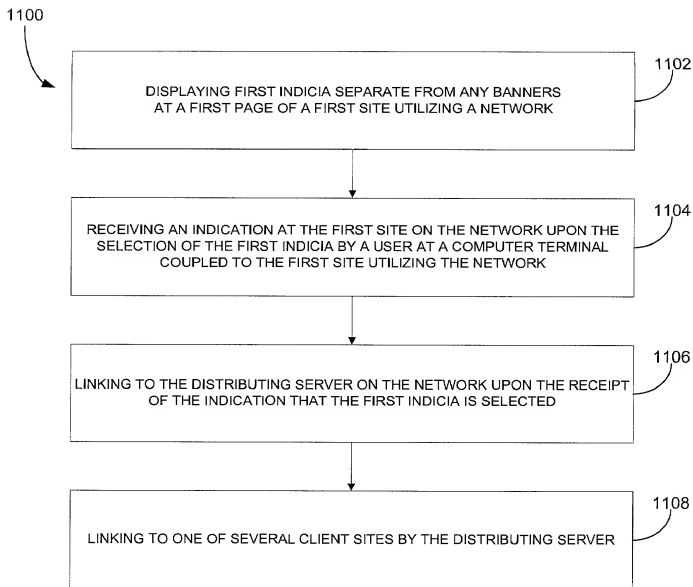 1100
1102
DISPLAYING FIRST INDICIA SEPARATE FROM ANY BANNERS
AT A FIRST PAGE OF A FIRST SITE UTILIZING A NETWORK
1104
RECEIVING AN INDICATION AT THE FIRST SITE ON THE NETWORK UPON THE
SELECTION OF THE FIRST INDICIA BY A USER AT A COMPUTER TERMINAL
COUPLED TO THE FIRST SITE UTILIZING THE NETWORK
1106
LINKING TO THE DISTRIBUTING SERVER ON THE NETWORK UPON THE RECEIPT
OF THE INDICATION THAT THE FIRST INDICIA IS SELECTED
1108
LINKING TO ONE OF SEVERAL CLIENT SITES BY THE DISTRIBUTING SERVER